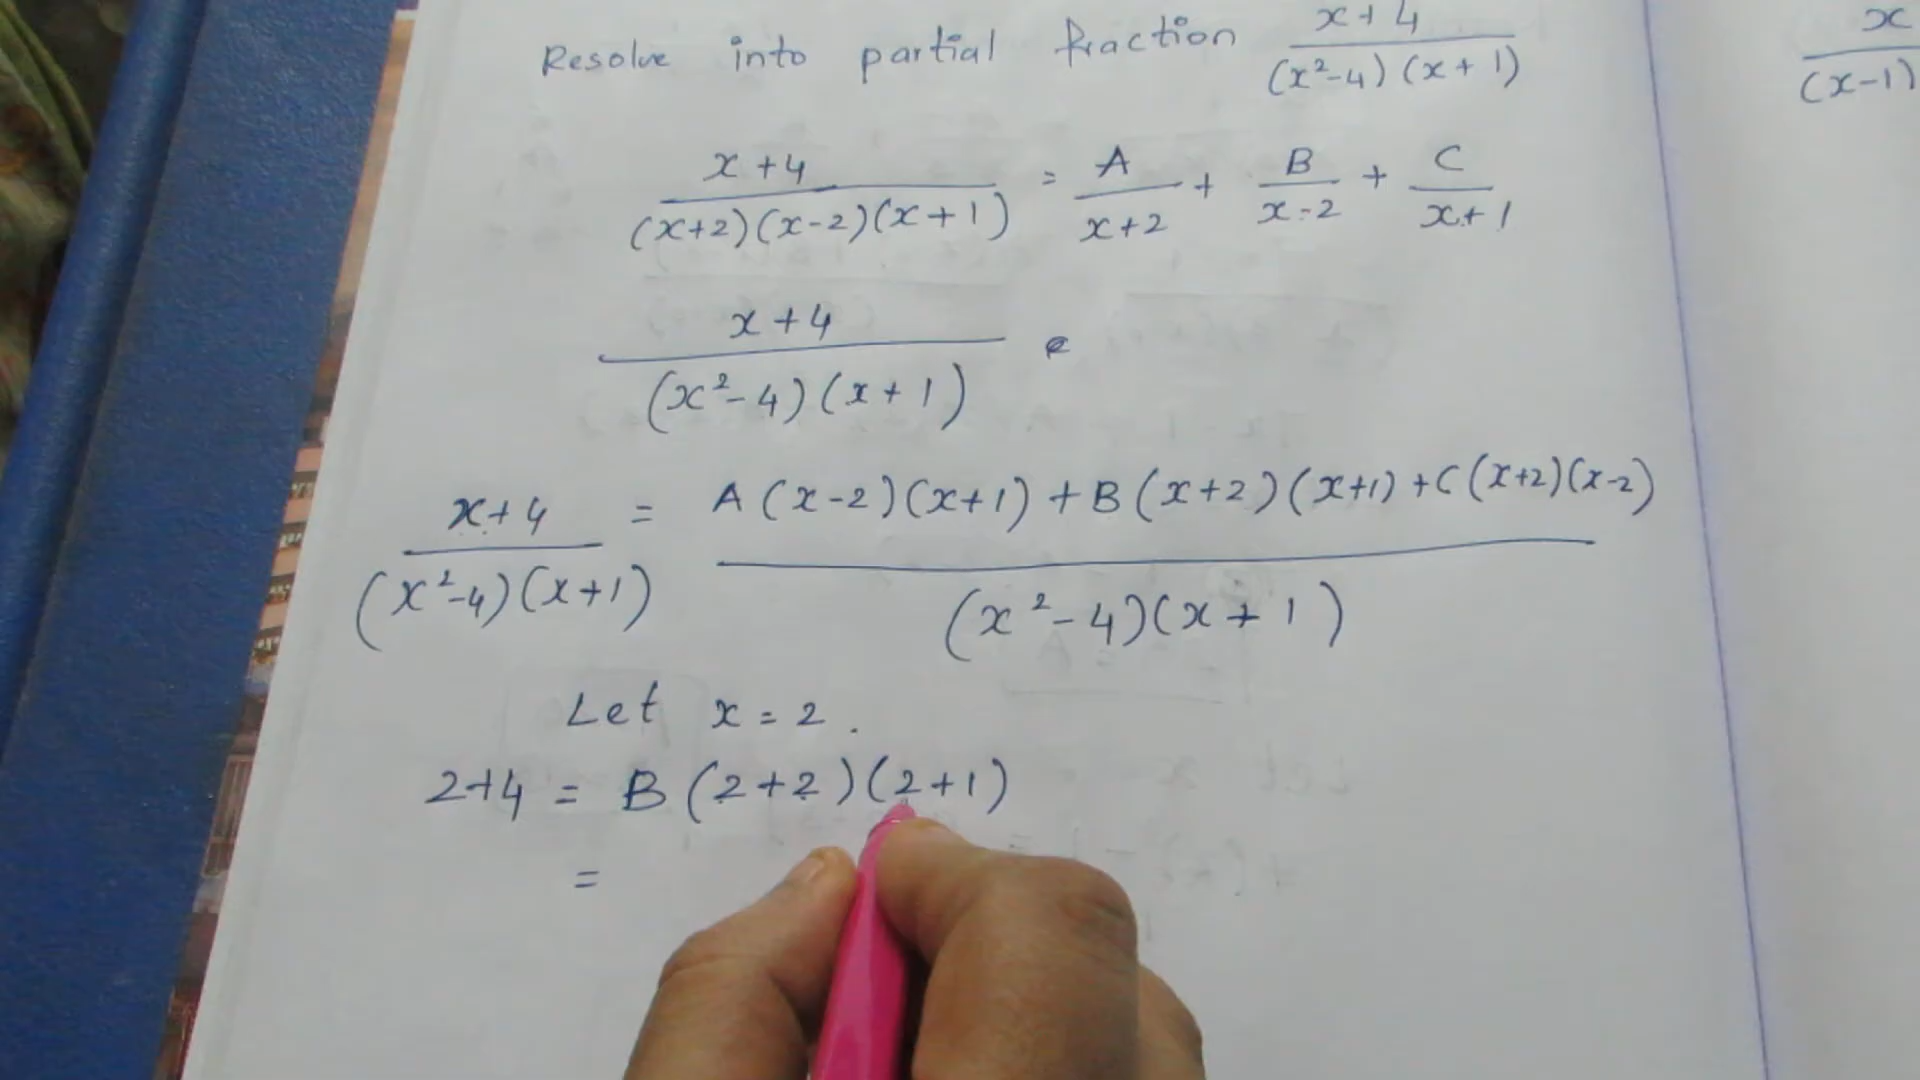 Resolve into partial fraction x+4 / (x²-4)(x+1)
x+4 / (x+2)(x-2)(x+1) = A / x+2 + B / x-2 + C / x+1
x+4 / (x²-4)(x+1)
x+4 / (x²-4)(x+1) = A(x-2)(x+1)+B(x+2)(x+1)+C(x+2)(x-2) / (x²-4)(x+1)
Let x=2.
2+4 = B(2+2)(2+1)
=
x
(x-1)